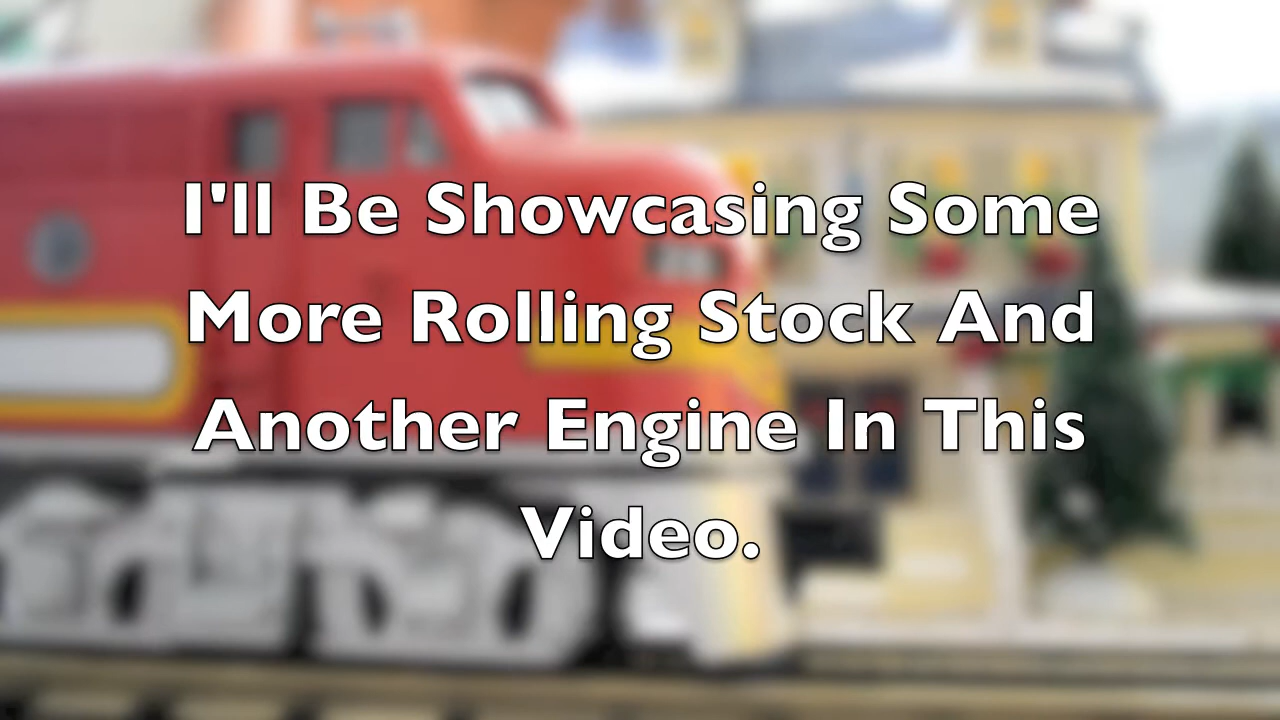 I'll Be Showcasing Some
More Rolling Stock And
Another Engine In This
Video.